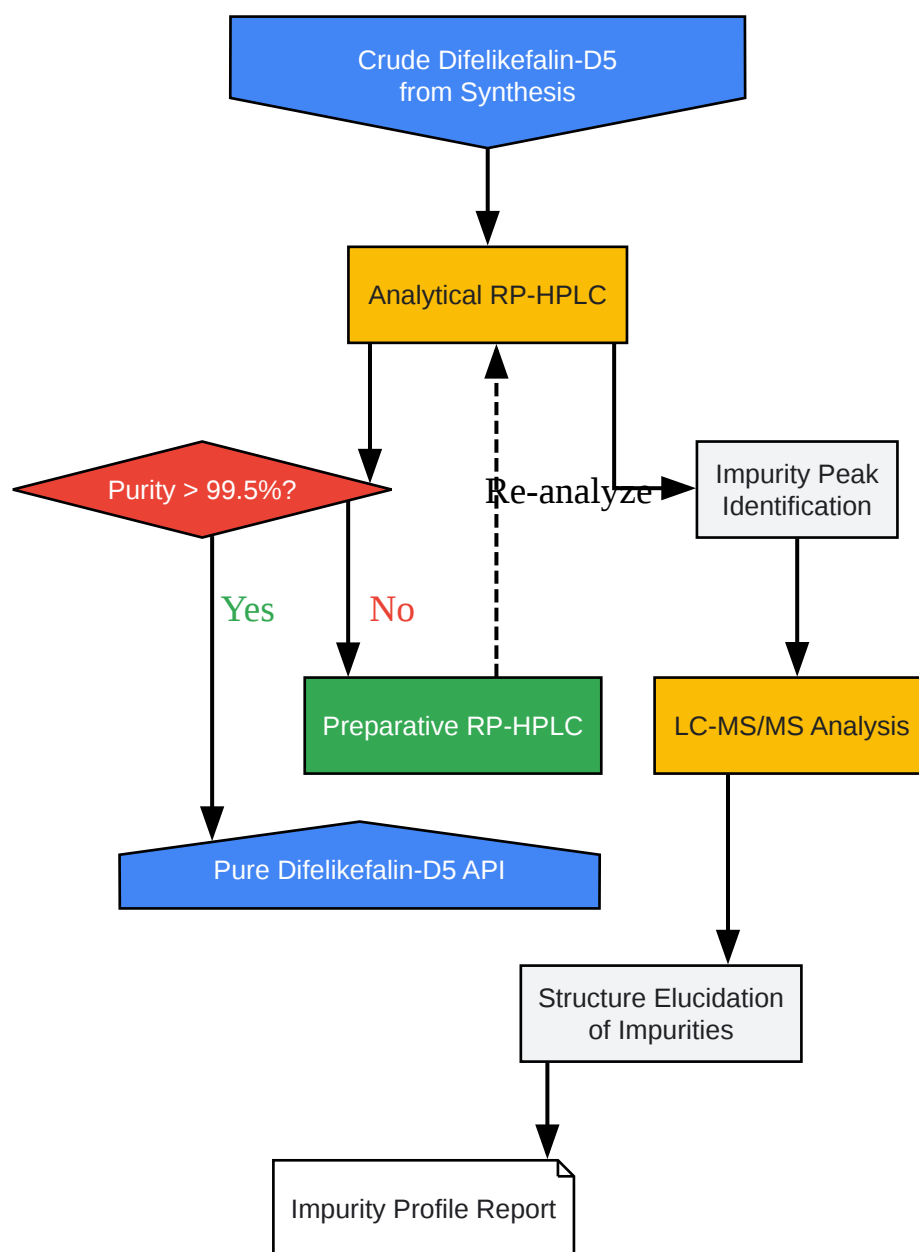 Crude Difelikefalin-D5
from Synthesis
Analytical RP-HPLC
Purity > 99.5%?
Re-analyze
Impurity Peak
Identification
Yes
No
Preparative RP-HPLC
LC-MS/MS Analysis
Pure Difelikefalin-D5 API
Structure Elucidation
of Impurities
Impurity Profile Report